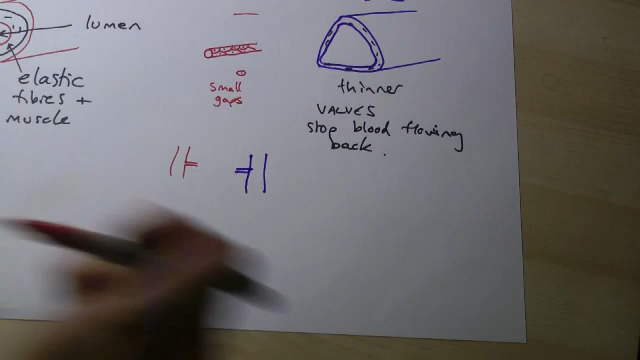 lumen
elastic
fibres +
muscle
small
gaps
thinner
VALVES
stop blood flowing
back.